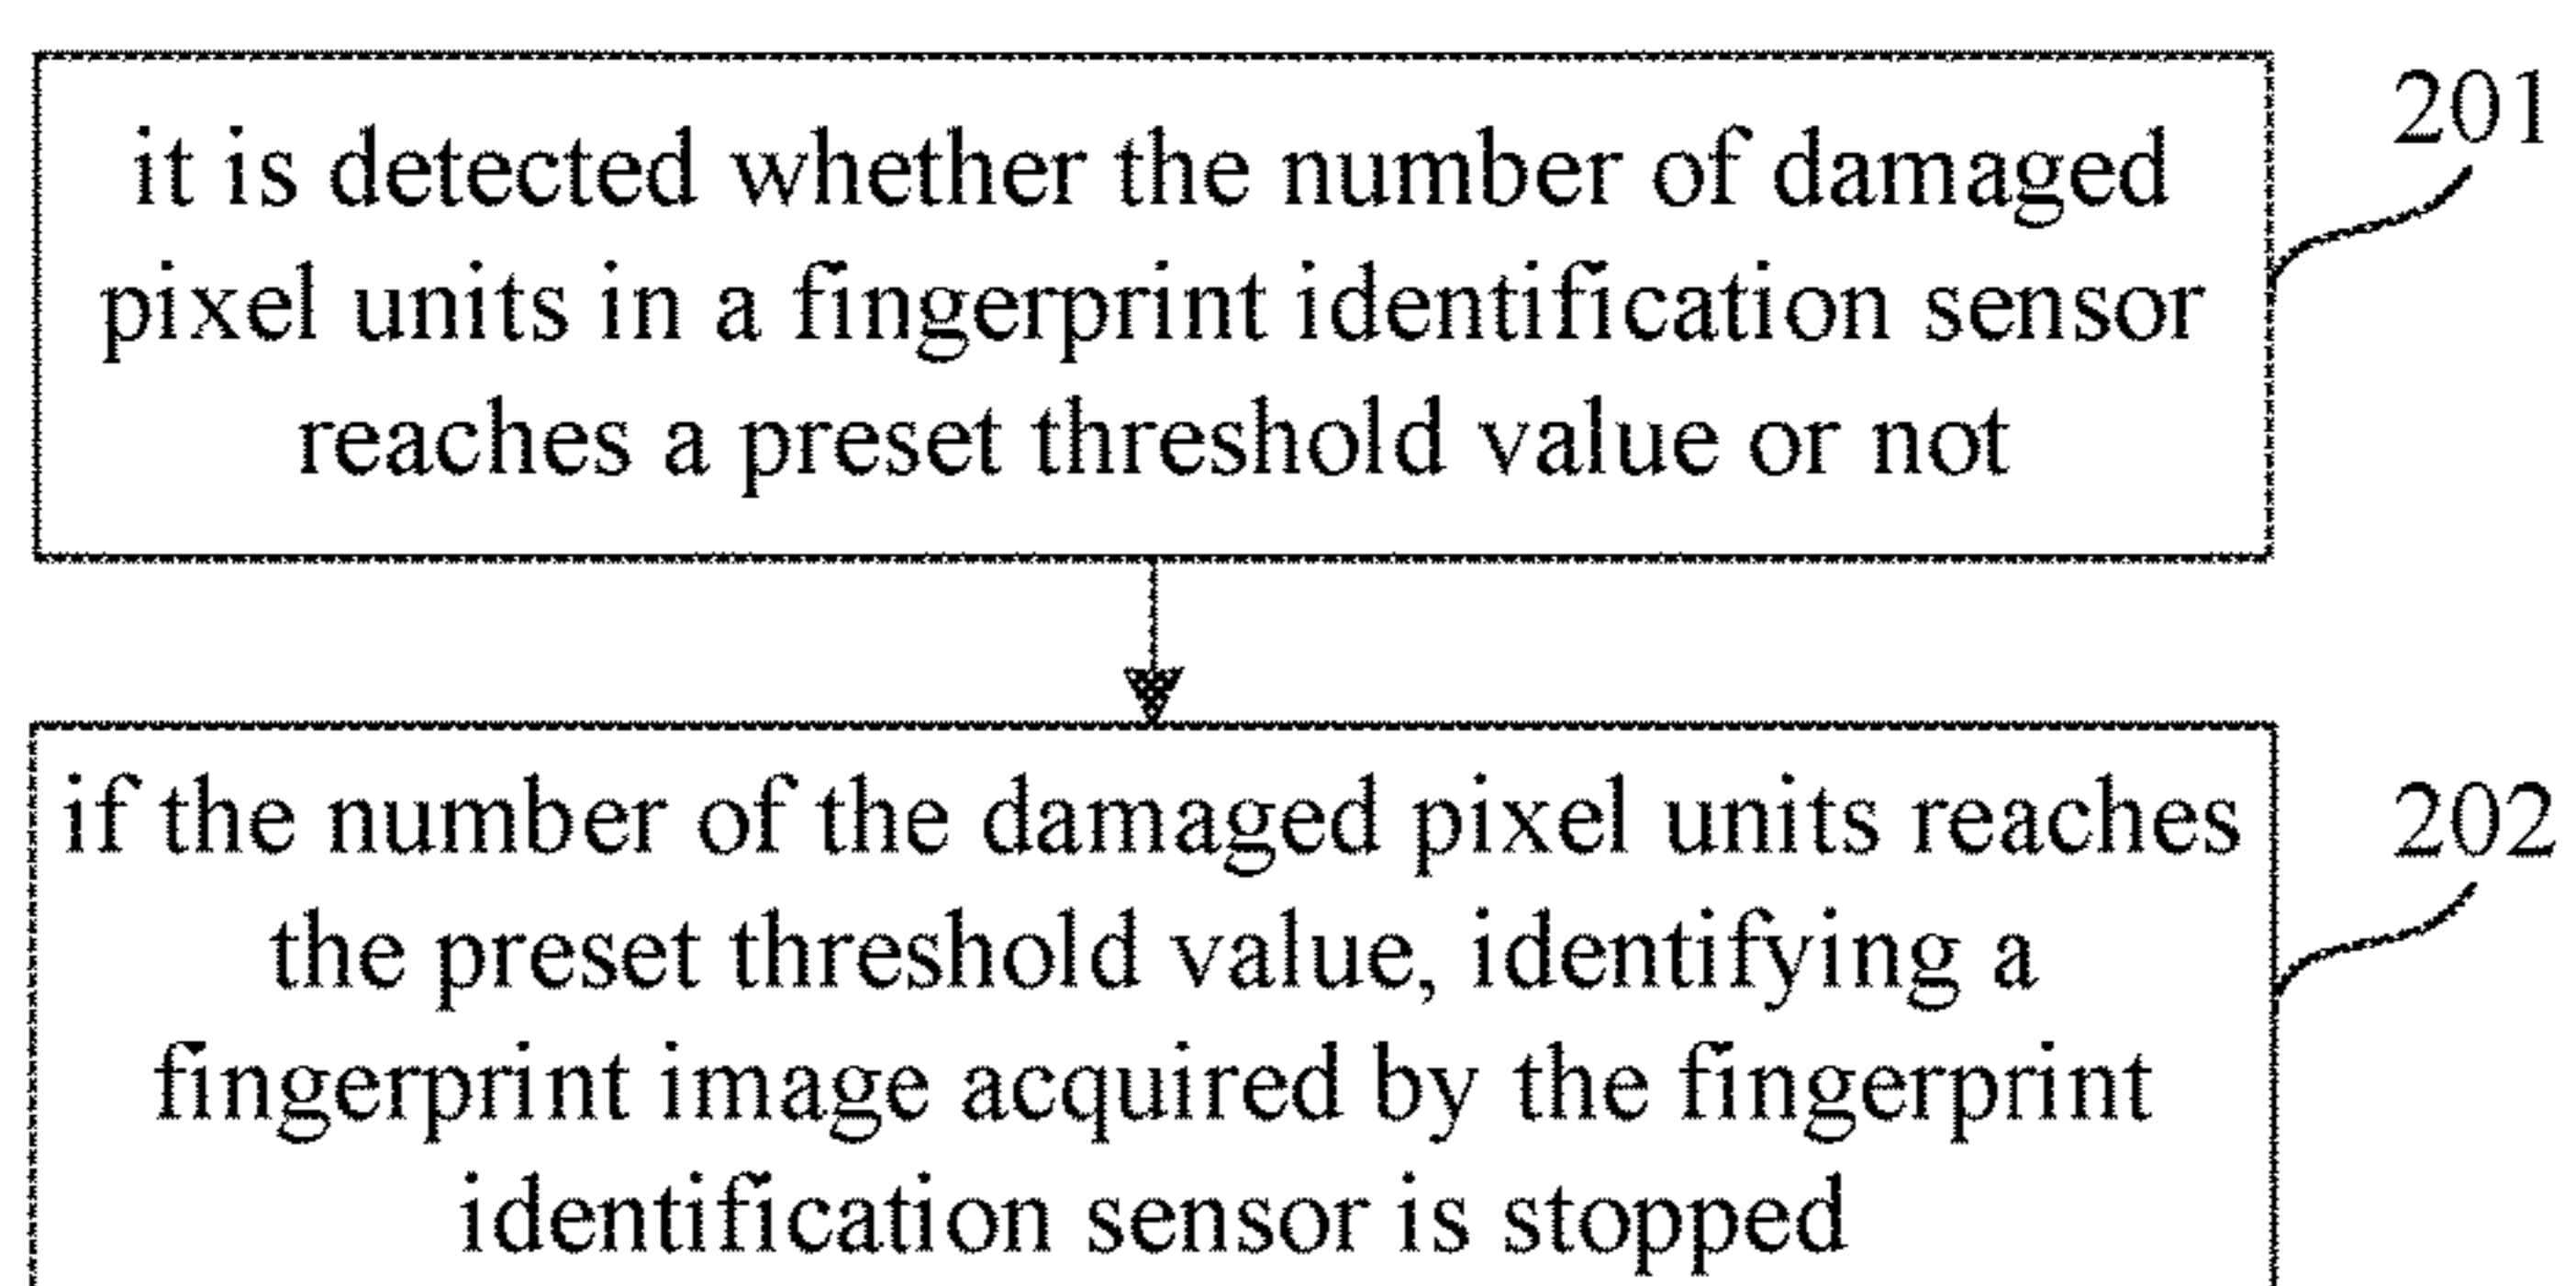 it is detected whether the number of damaged
pixel units in a fingerprint identification sensor
reaches a preset threshold value or not
201
if the number of the damaged pixel units reaches
the preset threshold value, identifying a
fingerprint image acquired by the fingerprint
identification sensor is stopped
202